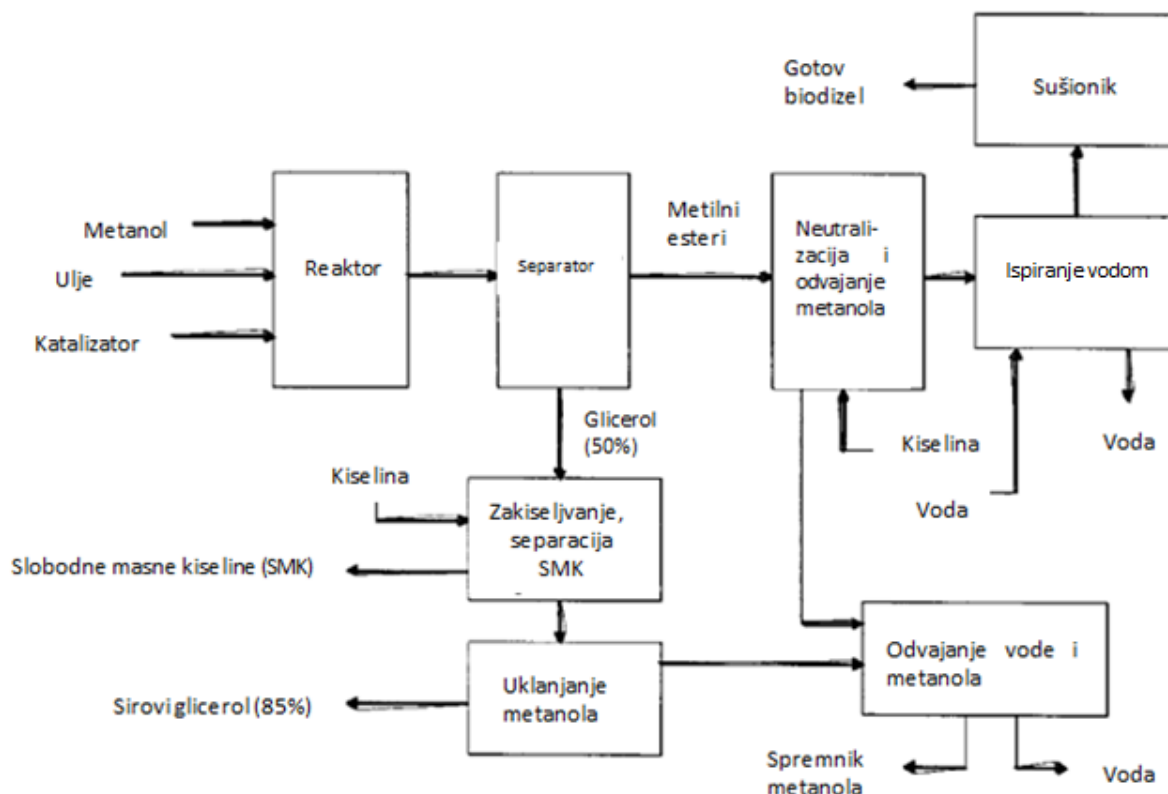 Gotov
biodizel
Sušionik
Metanol
Ulje
Katalizator
Reaktor
Separator
Metilni
esteri
Neutrali-
zacija i
odvajanje
metanola
Ispiranje vodom
Glicerol
(50%)
Kiselina
Voda
Voda
Kiselina
Zakiseljvanje,
separacija
SMK
Slobodne masne kiseline (SMK)
Uklanjanje
metanola
Sirovi glicerol (85%)
Odvajanje vode i
metanola
Spremnik
metanola
Voda